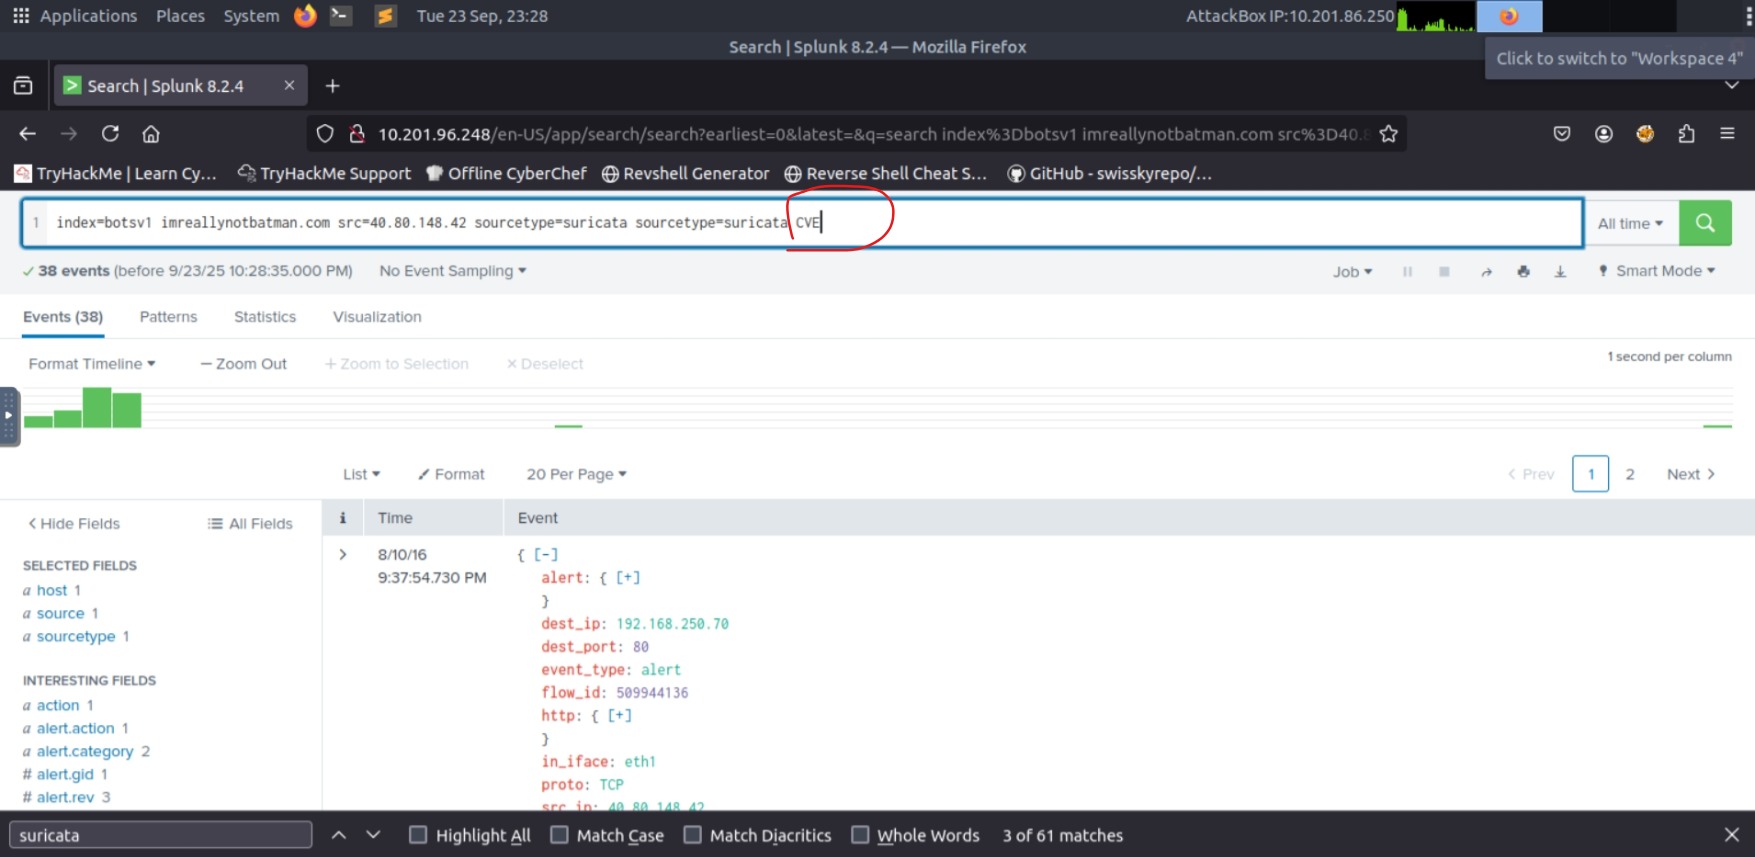 Applications Places System Tue 23 Sep, 23:28 AttackBox IP:10.201.86.250
Search | Splunk 8.2.4 — Mozilla Firefox
Click to switch to "Workspace 4"
Search | Splunk 8.2.4
10.201.96.248/en-US/app/search/search?earliest=0&latest=&q=search index%3Dbotsv1 imreallynotbatman.com src%3D40.8
TryHackMe | Learn Cy... TryHackMe Support Offline CyberChef Revshell Generator Reverse Shell Cheat S... GitHub - swisskyrepo/...
1 index=botsv1 imreallynotbatman.com src=40.80.148.42 sourcetype=suricata sourcetype=suricata CVE All time
38 events (before 9/23/25 10:28:35.000 PM) No Event Sampling Job Smart Mode
Events (38) Patterns Statistics Visualization
Format Timeline — Zoom Out + Zoom to Selection × Deselect 1 second per column
List Format 20 Per Page < Prev 1 2 Next >
< Hide Fields All Fields i Time Event
SELECTED FIELDS
a host 1
a source 1
a sourcetype 1
INTERESTING FIELDS
a action 1
a alert.action 1
a alert.category 2
# alert.gid 1
# alert.rev 3
> 8/10/16
9:37:54.730 PM
{ [-]
alert: { [+]
}
dest_ip: 192.168.250.70
dest_port: 80
event_type: alert
flow_id: 509944136
http: { [+]
}
in_iface: eth1
proto: TCP
src_ip: 40.80.148.42
suricata Highlight All Match Case Match Diacritics Whole Words 3 of 61 matches